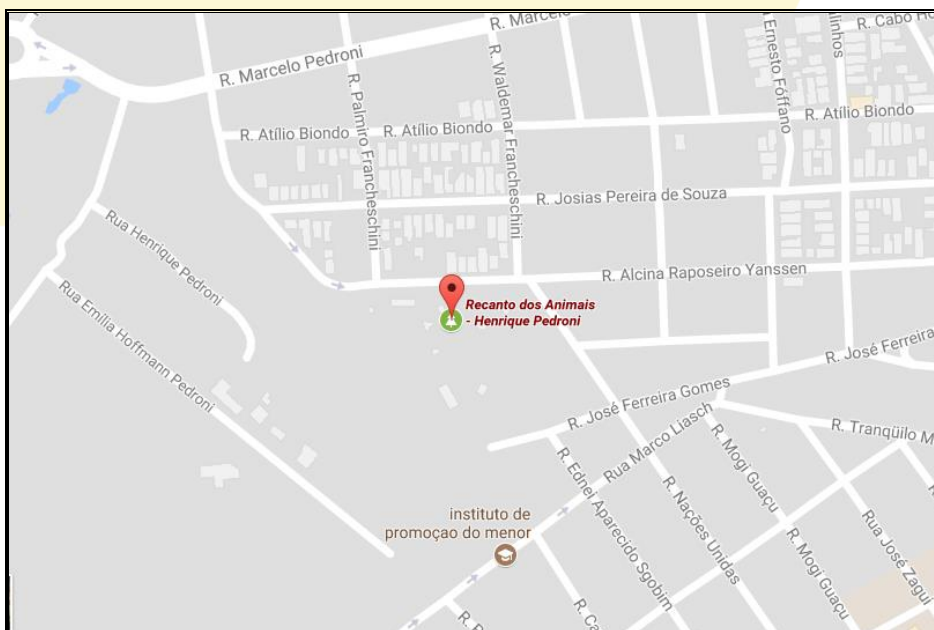 R. Marcelo
R. Cabo
R. Marcelo Pedroni
R. Palmiro Francheschini
R. Waldemar Francheschini
R. Ernesto Fóffano
R. Atílio Biondo
R. Atílio Biondo
R. Atílio Biondo
R. Josias Pereira de Souza
Rua Henrique Pedroni
R. Alcina Raposeiro Yanssen
Rua Emília Hoffmann Pedroni
Recanto dos Animais
- Henrique Pedroni
R. José Ferreira
R. José Ferreira Gomes
Rua Marco Liasch
R. Tranqüilo M
R. Mogi Guaçu
R. Ednei Aparecido Sgobim
R. Nações Unidas
instituto de
promoçao do menor
R. Mogi Guaçu
Rua José Zagui